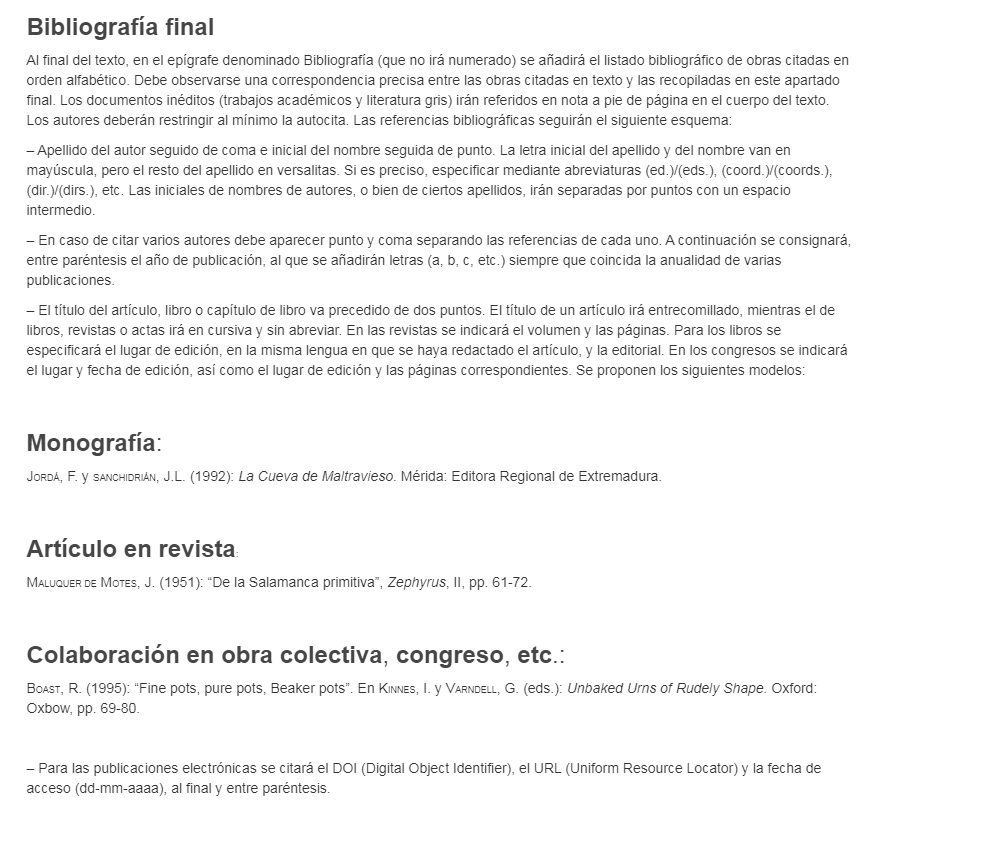 Bibliografía final
Al final del texto, en el epígrafe denominado Bibliografía (que no irá numerado) se añadirá el listado bibliográfico de obras citadas en
orden alfabético. Debe observarse una correspondencia precisa entre las obras citadas en texto y las recopiladas en este apartado
final. Los documentos inéditos (trabajos académicos y literatura gris) irán referidos en nota a pie de página en el cuerpo del texto.
Los autores deberán restringir al mínimo la autocita. Las referencias bibliográficas seguirán el siguiente esquema:
– Apellido del autor seguido de coma e inicial del nombre seguida de punto. La letra inicial del apellido y del nombre van en
mayúscula, pero el resto del apellido en versalitas. Si es preciso, especificar mediante abreviaturas (ed.)/(eds.), (coord.)/(coords.),
(dir.)/(dirs.), etc. Las iniciales de nombres de autores, o bien de ciertos apellidos, irán separadas por puntos con un espacio
intermedio.
– En caso de citar varios autores debe aparecer punto y coma separando las referencias de cada uno. A continuación se consignará,
entre paréntesis el año de publicación, al que se añadirán letras (a, b, c, etc.) siempre que coincida la anualidad de varias
publicaciones.
– El título del artículo, libro o capítulo de libro va precedido de dos puntos. El título de un artículo irá entrecomillado, mientras el de
libros, revistas o actas irá en cursiva y sin abreviar. En las revistas se indicará el volumen y las páginas. Para los libros se
especificará el lugar de edición, en la misma lengua en que se haya redactado el artículo, y la editorial. En los congresos se indicará
el lugar y fecha de edición, así como el lugar de edición y las páginas correspondientes. Se proponen los siguientes modelos:
Monografía:
Jordá, F. y sanchidrián, J.L. (1992): La Cueva de Maltravieso. Mérida: Editora Regional de Extremadura.
Artículo en revista:
Maluquer de Motes, J. (1951): “De la Salamanca primitiva”, Zephyrus, II, pp. 61-72.
Colaboración en obra colectiva, congreso, etc.:
Boast, R. (1995): “Fine pots, pure pots, Beaker pots”. En Kinnes, I. y Varndell, G. (eds.): Unbaked Urns of Rudely Shape. Oxford:
Oxbow, pp. 69-80.
– Para las publicaciones electrónicas se citará el DOI (Digital Object Identifier), el URL (Uniform Resource Locator) y la fecha de
acceso (dd-mm-aaaa), al final y entre paréntesis.